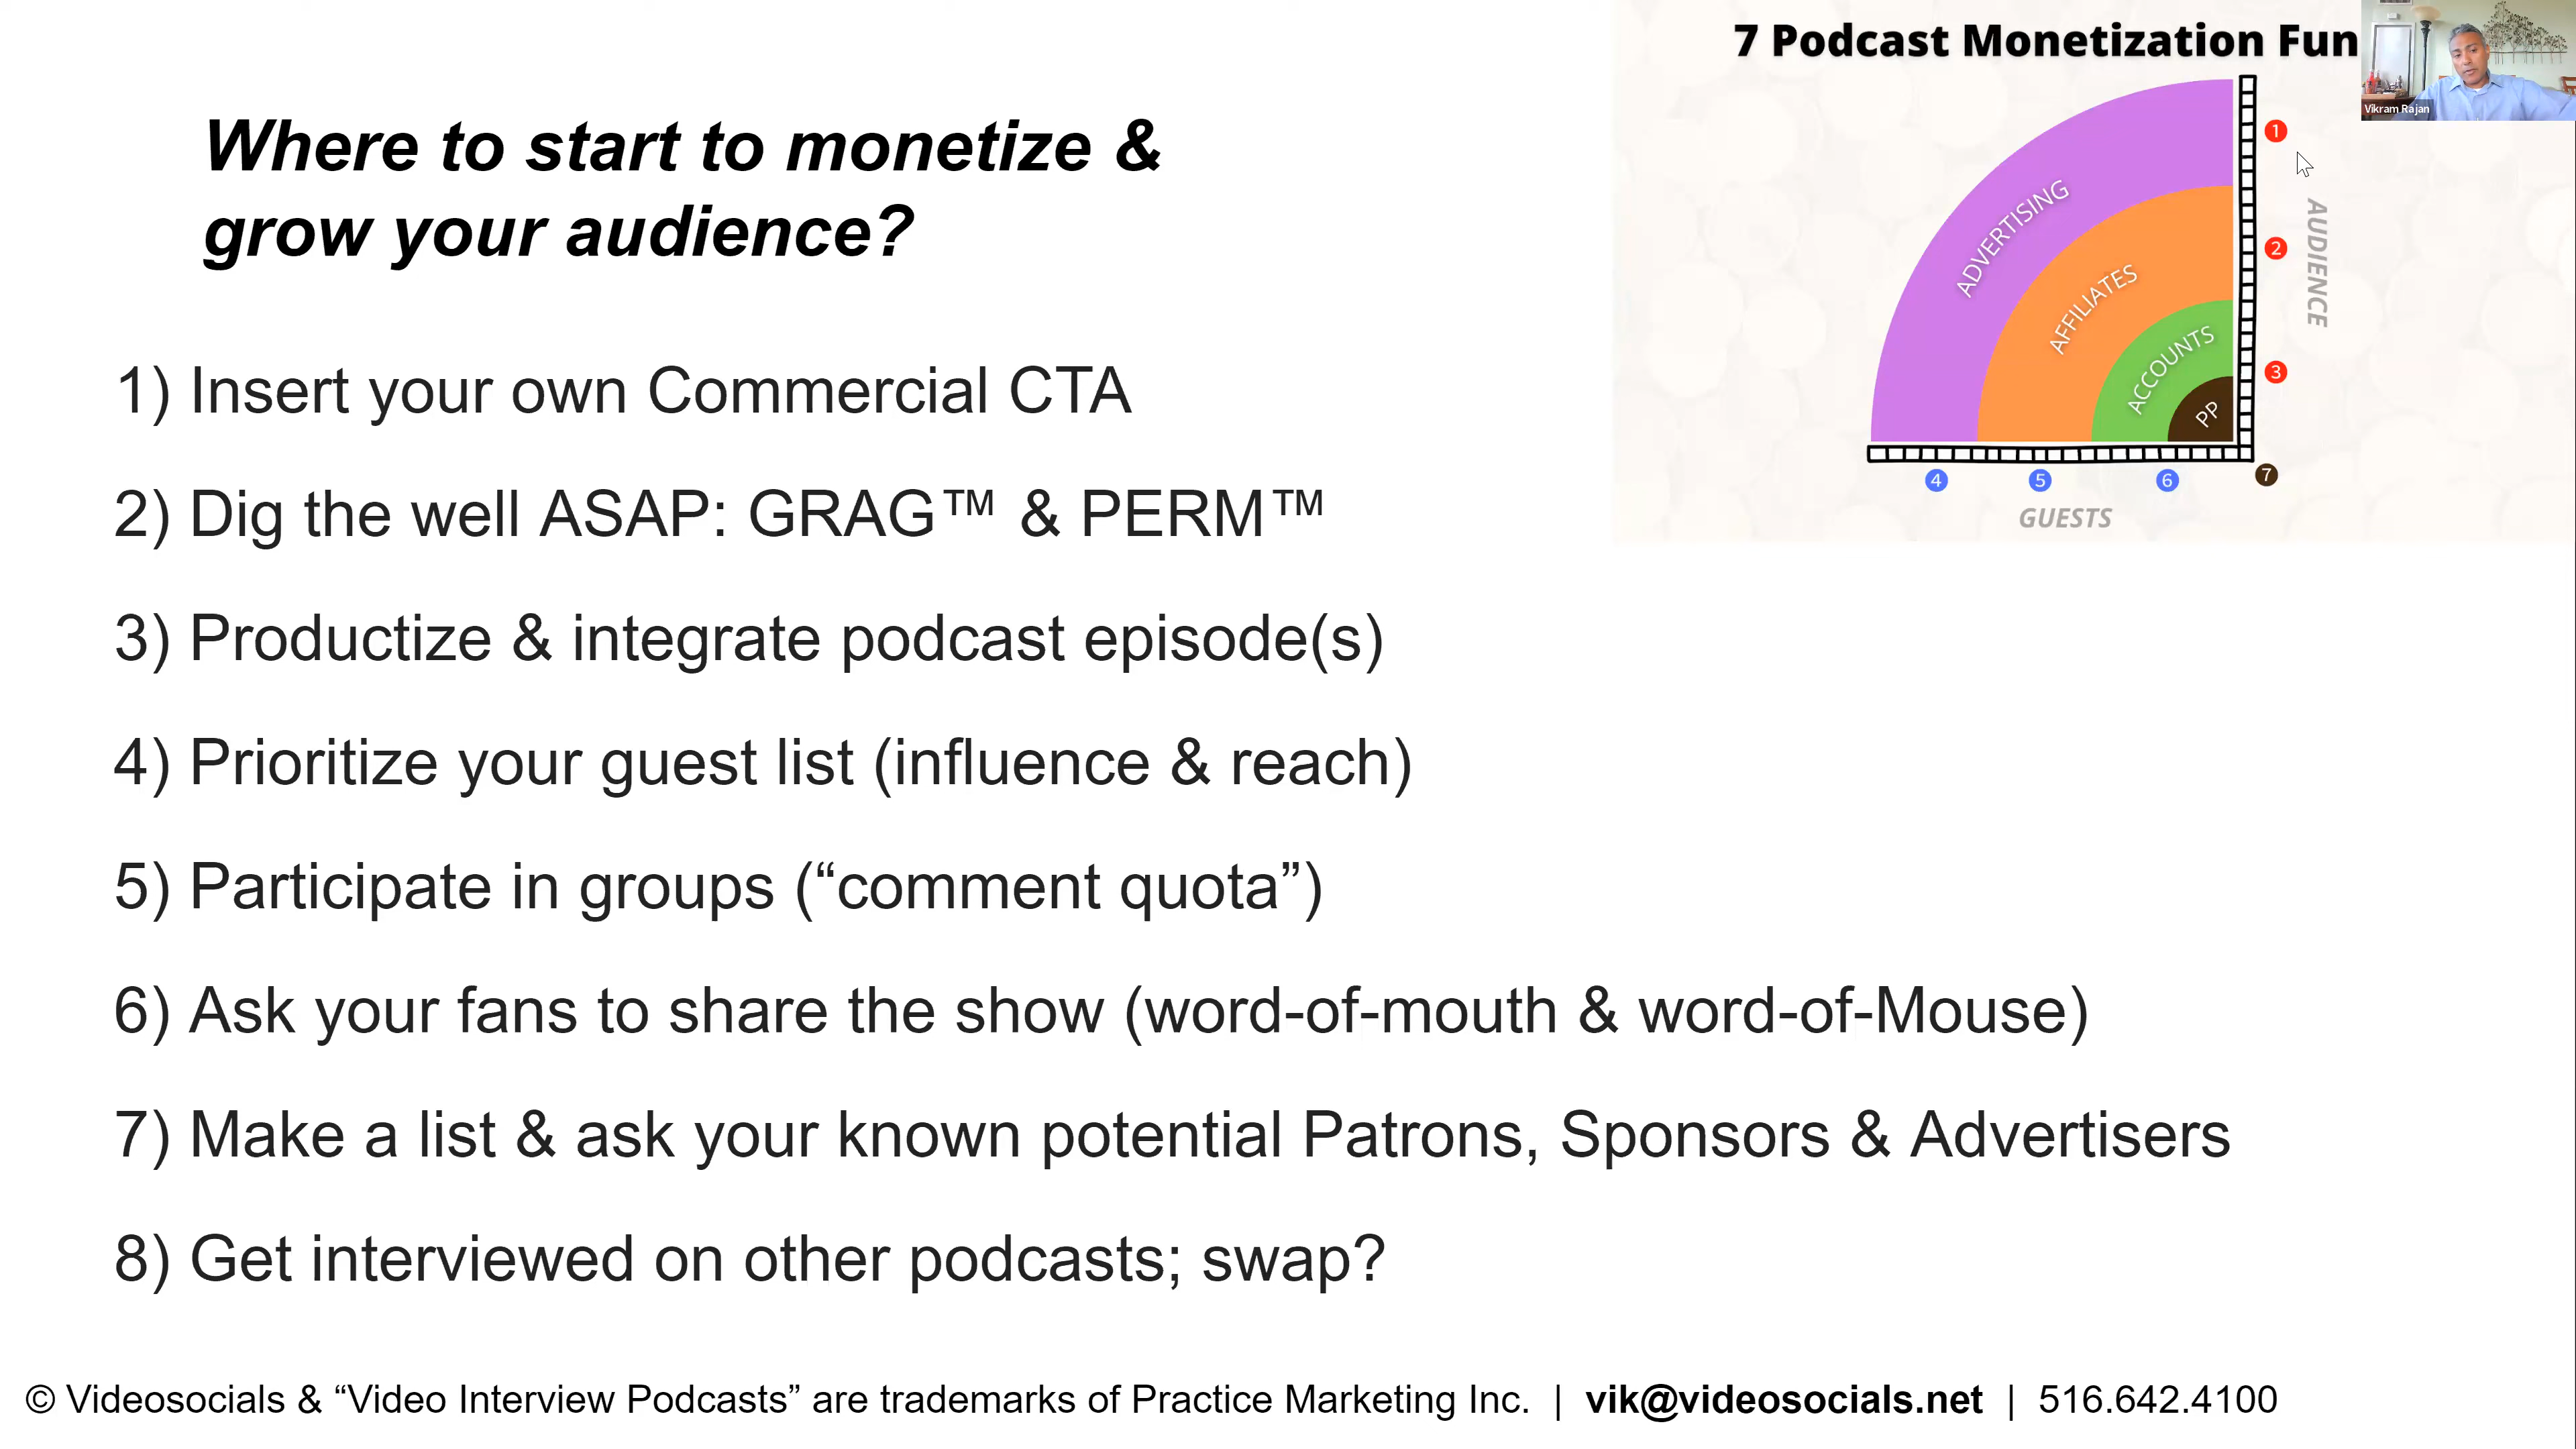 7 Podcast Monetization Fun
Vikram Rajan
Where to start to monetize &
grow your audience?
ADVERTISING
AFFILIATES
ACCOUNTS
PP
1
2
3
AUDIENCE
4
5
6
7
GUESTS
1) Insert your own Commercial CTA
2) Dig the well ASAP: GRAG™ & PERM™
3) Productize & integrate podcast episode(s)
4) Prioritize your guest list (influence & reach)
5) Participate in groups (“comment quota”)
6) Ask your fans to share the show (word-of-mouth & word-of-Mouse)
7) Make a list & ask your known potential Patrons, Sponsors & Advertisers
8) Get interviewed on other podcasts; swap?
© Videosocials & “Video Interview Podcasts” are trademarks of Practice Marketing Inc. | vik@videosocials.net | 516.642.4100